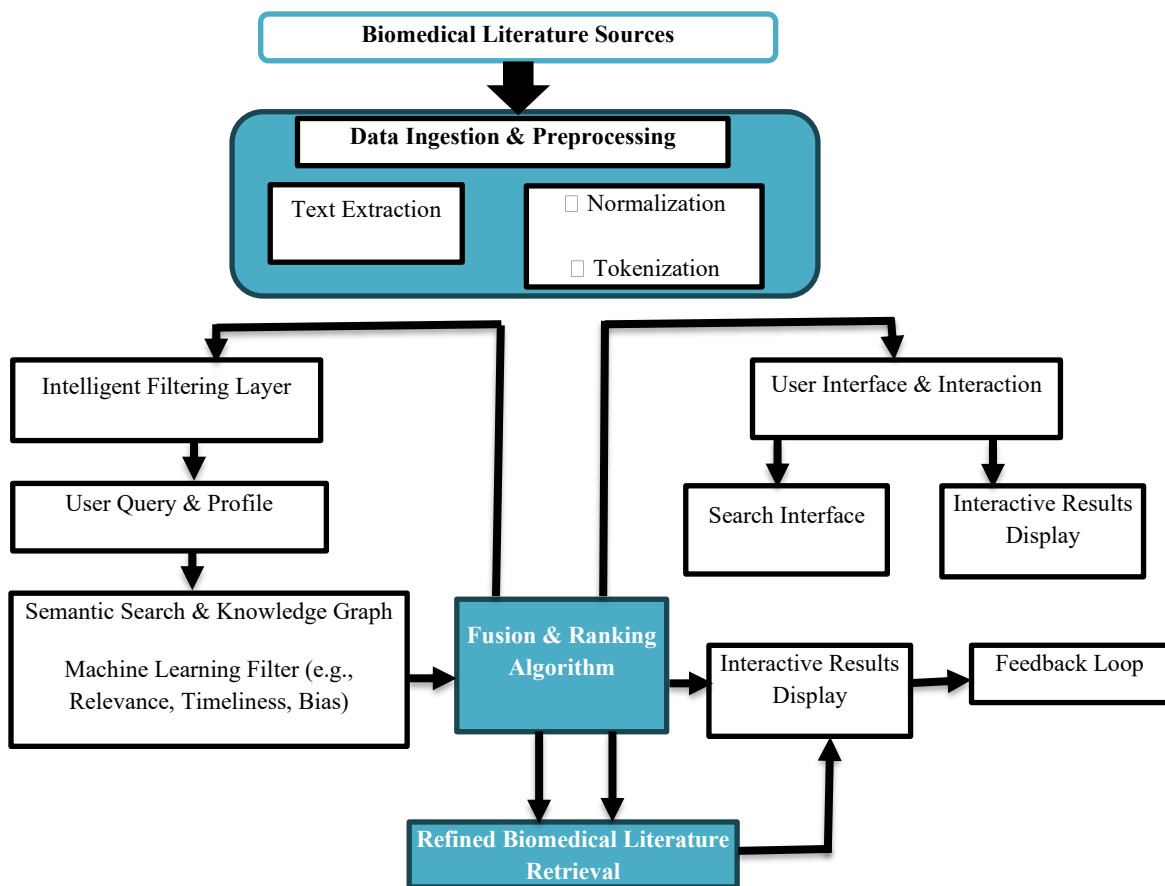 Biomedical Literature Sources
Data Ingestion & Preprocessing
Text Extraction
Normalization
Tokenization
Intelligent Filtering Layer
User Interface & Interaction
User Query & Profile
Search Interface
Interactive Results
Display
Semantic Search & Knowledge Graph
Machine Learning Filter (e.g.,
Relevance, Timeliness, Bias)
Fusion & Ranking
Algorithm
Interactive Results
Display
Feedback Loop
Refined Biomedical Literature
Retrieval